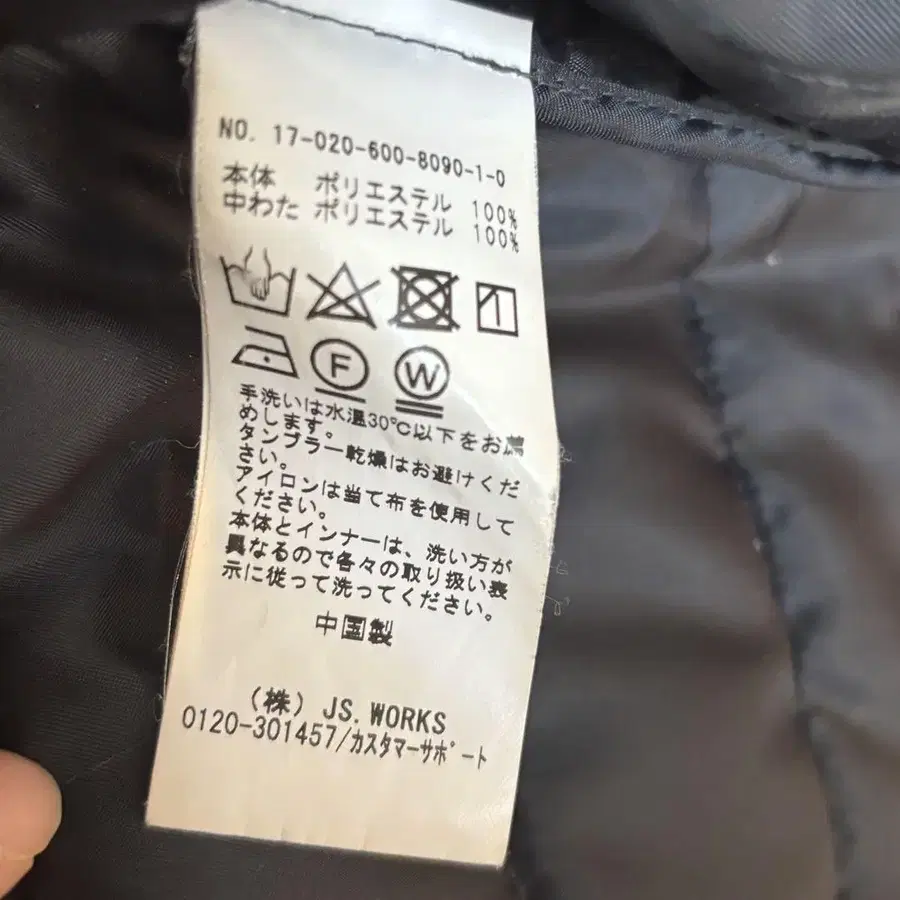 NO. 17-020-600-8090-1-0
本体 ポリエステル 100%
中わた ポリエステル 100%
F W
手洗いは水温30℃以下をお薦
めします。
タンブラー乾燥はお避けくだ
さい。
アイロンは当て布を使用して
ください。
本体とインナーは、洗い方が
異なるので各々の取り扱い表
示に従って洗ってください。
中国製
(株) JS.WORKS
0120-301457/カスタマーサポート